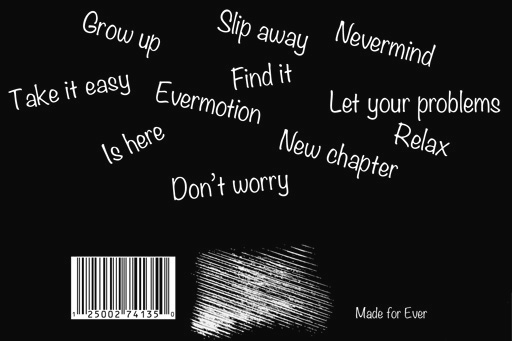 Grow up
Slip away
Nevermind
Take it easy
Evermotion
Find it
Let your problems
Is here
New chapter
Relax
Don't worry
1 25002 74135 0
Made for Ever